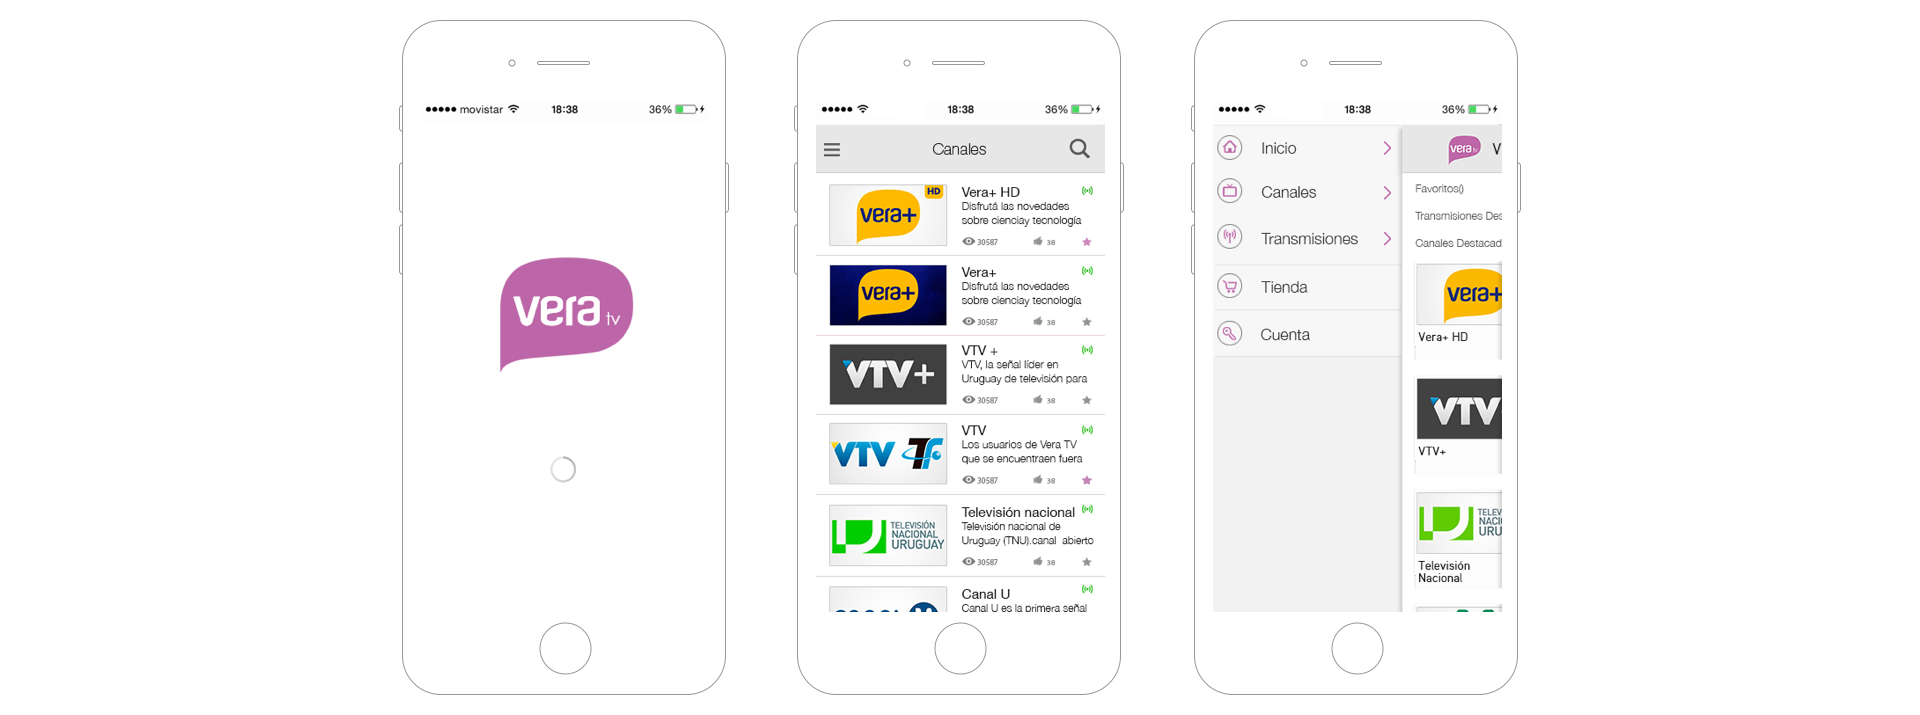 movistar 18:38 36%
vera tv
18:38 36%
Canales
HD
vera+
Vera+ HD
Disfrutá las novedades
sobre cienciay tecnología
30587 38
vera+
Vera+
Disfrutá las novedades
sobre cienciay tecnología
30587 38
VTV+
VTV +
VTV, la señal líder en
Uruguay de televisión para
30587 38
VTV TF
VTV
Los usuarios de Vera TV
que se encuentraen fuera
30587 38
TELEVISIÓN
NACIONAL
URUGUAY
Televisión nacional
Televisión nacional de
Uruguay (TNU).canal abierto
30587 38
Canal U
Canal U es la primera señal
18:38 36%
Inicio
Canales
Transmisiones
Tienda
Cuenta
vera tv V
Favoritos()
Transmisiones Des
Canales Destacad
vera+
Vera+ HD
VTV
VTV+
TELEV
NACI
URU
Televisión
Nacional